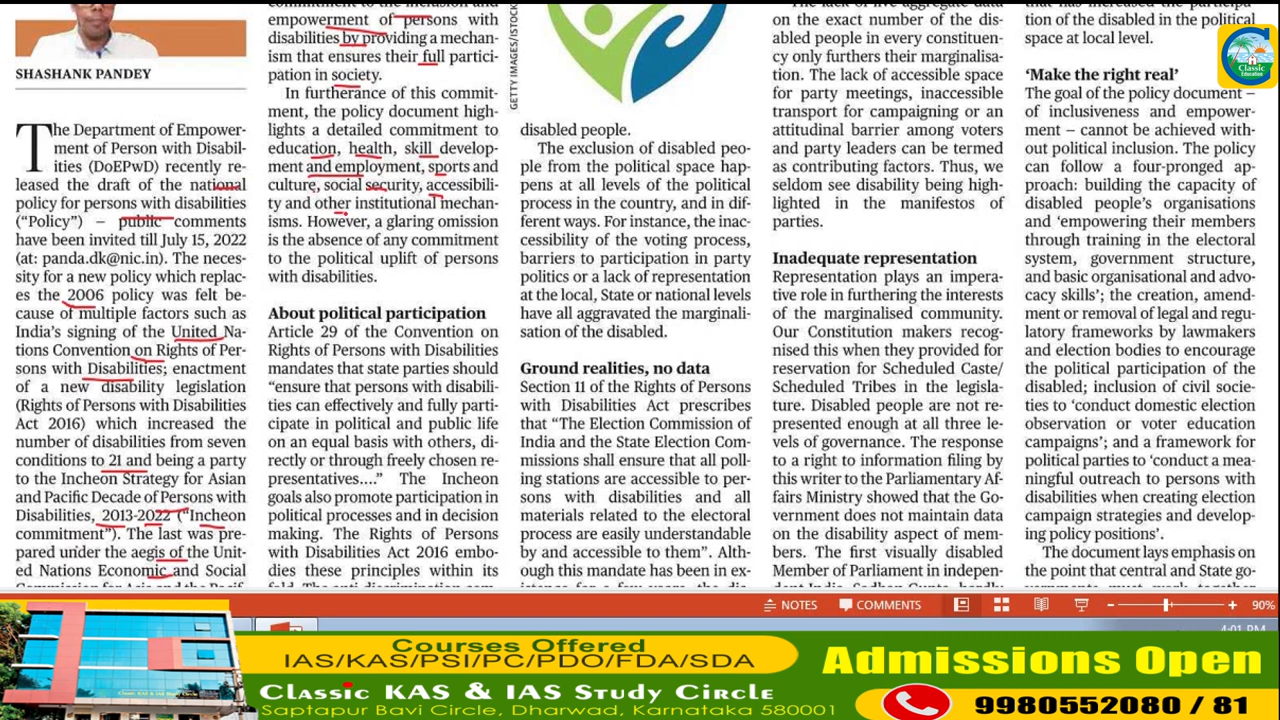 SHASHANK PANDEY
The Department of Empower-
ment of Person with Disabil-
ities (DoEPwD) recently re-
leased the draft of the national
policy for persons with disabilities
(“Policy”) – public comments
have been invited till July 15, 2022
(at: panda.dk@nic.in). The neces-
sity for a new policy which replac-
es the 2006 policy was felt be-
cause of multiple factors such as
India’s signing of the United Na-
tions Convention on Rights of Per-
sons with Disabilities; enactment
of a new disability legislation
(Rights of Persons with Disabilities
Act 2016) which increased the
number of disabilities from seven
conditions to 21 and being a party
to the Incheon Strategy for Asian
and Pacific Decade of Persons with
Disabilities, 2013-2022 (“Incheon
commitment”). The last was pre-
pared under the aegis of the Unit-
ed Nations Economic and Social
empowerment of persons with
disabilities by providing a mechan-
ism that ensures their full partici-
pation in society.
In furtherance of this commit-
ment, the policy document high-
lights a detailed commitment to
education, health, skill develop-
ment and employment, sports and
culture, social security, accessibili-
ty and other institutional mechan-
isms. However, a glaring omission
is the absence of any commitment
to the political uplift of persons
with disabilities.
About political participation
Article 29 of the Convention on
Rights of Persons with Disabilities
mandates that state parties should
“ensure that persons with disabili-
ties can effectively and fully parti-
cipate in political and public life
on an equal basis with others, di-
rectly or through freely chosen re-
presentatives....” The Incheon
goals also promote participation in
political processes and in decision
making. The Rights of Persons
with Disabilities Act 2016 embo-
dies these principles within its
GETTY IMAGES/ISTOCK
disabled people.
The exclusion of disabled peo-
ple from the political space hap-
pens at all levels of the political
process in the country, and in dif-
ferent ways. For instance, the inac-
cessibility of the voting process,
barriers to participation in party
politics or a lack of representation
at the local, State or national levels
have all aggravated the marginali-
sation of the disabled.
Ground realities, no data
Section 11 of the Rights of Persons
with Disabilities Act prescribes
that “The Election Commission of
India and the State Election Com-
missions shall ensure that all poll-
ing stations are accessible to per-
sons with disabilities and all
materials related to the electoral
process are easily understandable
by and accessible to them”. Alth-
ough this mandate has been in ex-
on the exact number of the dis-
abled people in every constituen-
cy only furthers their marginalisa-
tion. The lack of accessible space
for party meetings, inaccessible
transport for campaigning or an
attitudinal barrier among voters
and party leaders can be termed
as contributing factors. Thus, we
seldom see disability being high-
lighted in the manifestos of
parties.
Inadequate representation
Representation plays an impera-
tive role in furthering the interests
of the marginalised community.
Our Constitution makers recog-
nised this when they provided for
reservation for Scheduled Caste/
Scheduled Tribes in the legisla-
ture. Disabled people are not re-
presented enough at all three le-
vels of governance. The response
to a right to information filing by
this writer to the Parliamentary Af-
fairs Ministry showed that the Go-
vernment does not maintain data
on the disability aspect of mem-
bers. The first visually disabled
Member of Parliament in indepen-
tion of the disabled in the political
space at local level.
‘Make the right real’
The goal of the policy document –
of inclusiveness and empower-
ment – cannot be achieved with-
out political inclusion. The policy
can follow a four-pronged ap-
proach: building the capacity of
disabled people’s organisations
and ‘empowering their members
through training in the electoral
system, government structure,
and basic organisational and advo-
cacy skills’; the creation, amend-
ment or removal of legal and regu-
latory frameworks by lawmakers
and election bodies to encourage
the political participation of the
disabled; inclusion of civil socie-
ties to ‘conduct domestic election
observation or voter education
campaigns’; and a framework for
political parties to ‘conduct a mea-
ningful outreach to persons with
disabilities when creating election
campaign strategies and develop-
ing policy positions’.
The document lays emphasis on
the point that central and State go-
Classic
Education
NOTES COMMENTS 90%
4:01 PM
Courses Offered
IAS/KAS/PSI/PC/PDO/FDA/SDA
Classic KAS & IAS Study Circle
Saptapur Bavi Circle, Dharwad, Karnataka 580001
Admissions Open
9980552080 / 81